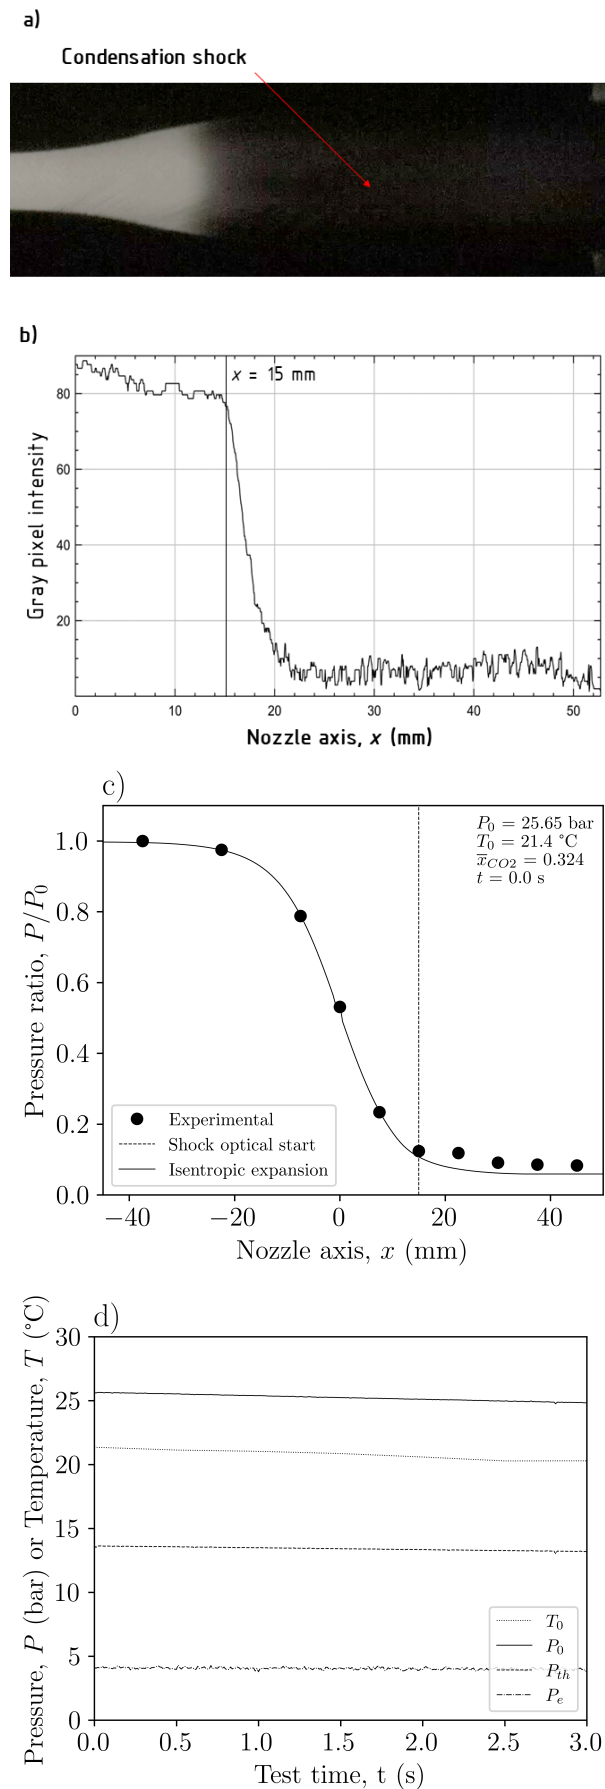 a)
Condensation shock
b)
x = 15 mm
80
60
40
20
0 10 20 30 40 50
Gray pixel intensity
Nozzle axis, x (mm)
c)
P₀ = 25.65 bar
T₀ = 21.4 °C
x̅_CO2 = 0.324
t = 0.0 s
1.0
0.8
0.6
0.4
0.2
0.0
−40 −20 0 20 40
Pressure ratio, P/P₀
Experimental
Shock optical start
Isentropic expansion
Nozzle axis, x (mm)
d)
30
25
20
15
10
5
0
0.0 0.5 1.0 1.5 2.0 2.5 3.0
Pressure, P (bar) or Temperature, T (°C)
T₀
P₀
P_th
P_e
Test time, t (s)